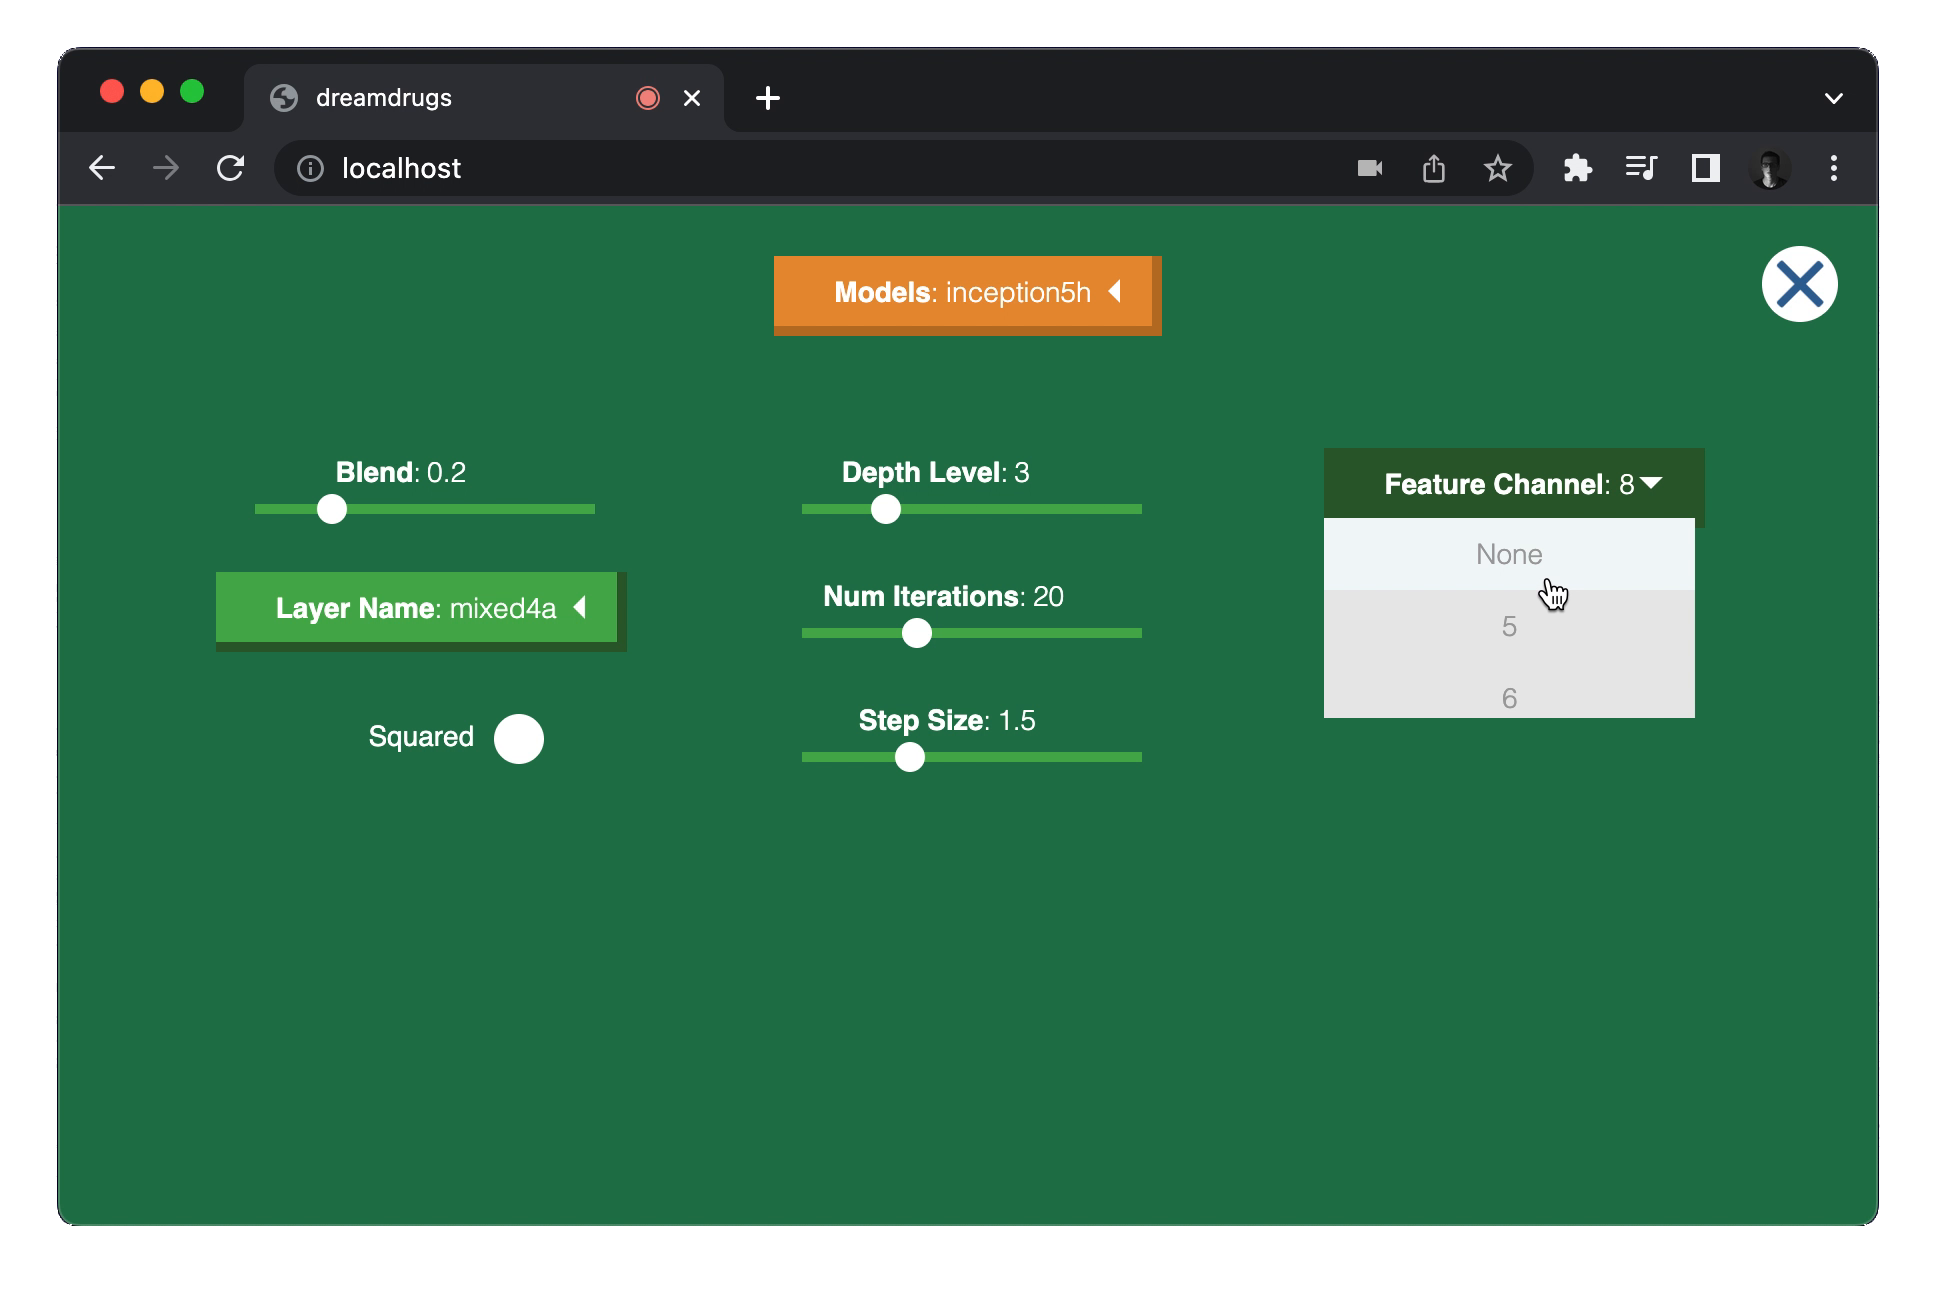 dreamdrugs
localhost
Models: inception5h
Blend: 0.2
Layer Name: mixed4a
Squared
Depth Level: 3
Num Iterations: 20
Step Size: 1.5
Feature Channel: 8
None
5
6